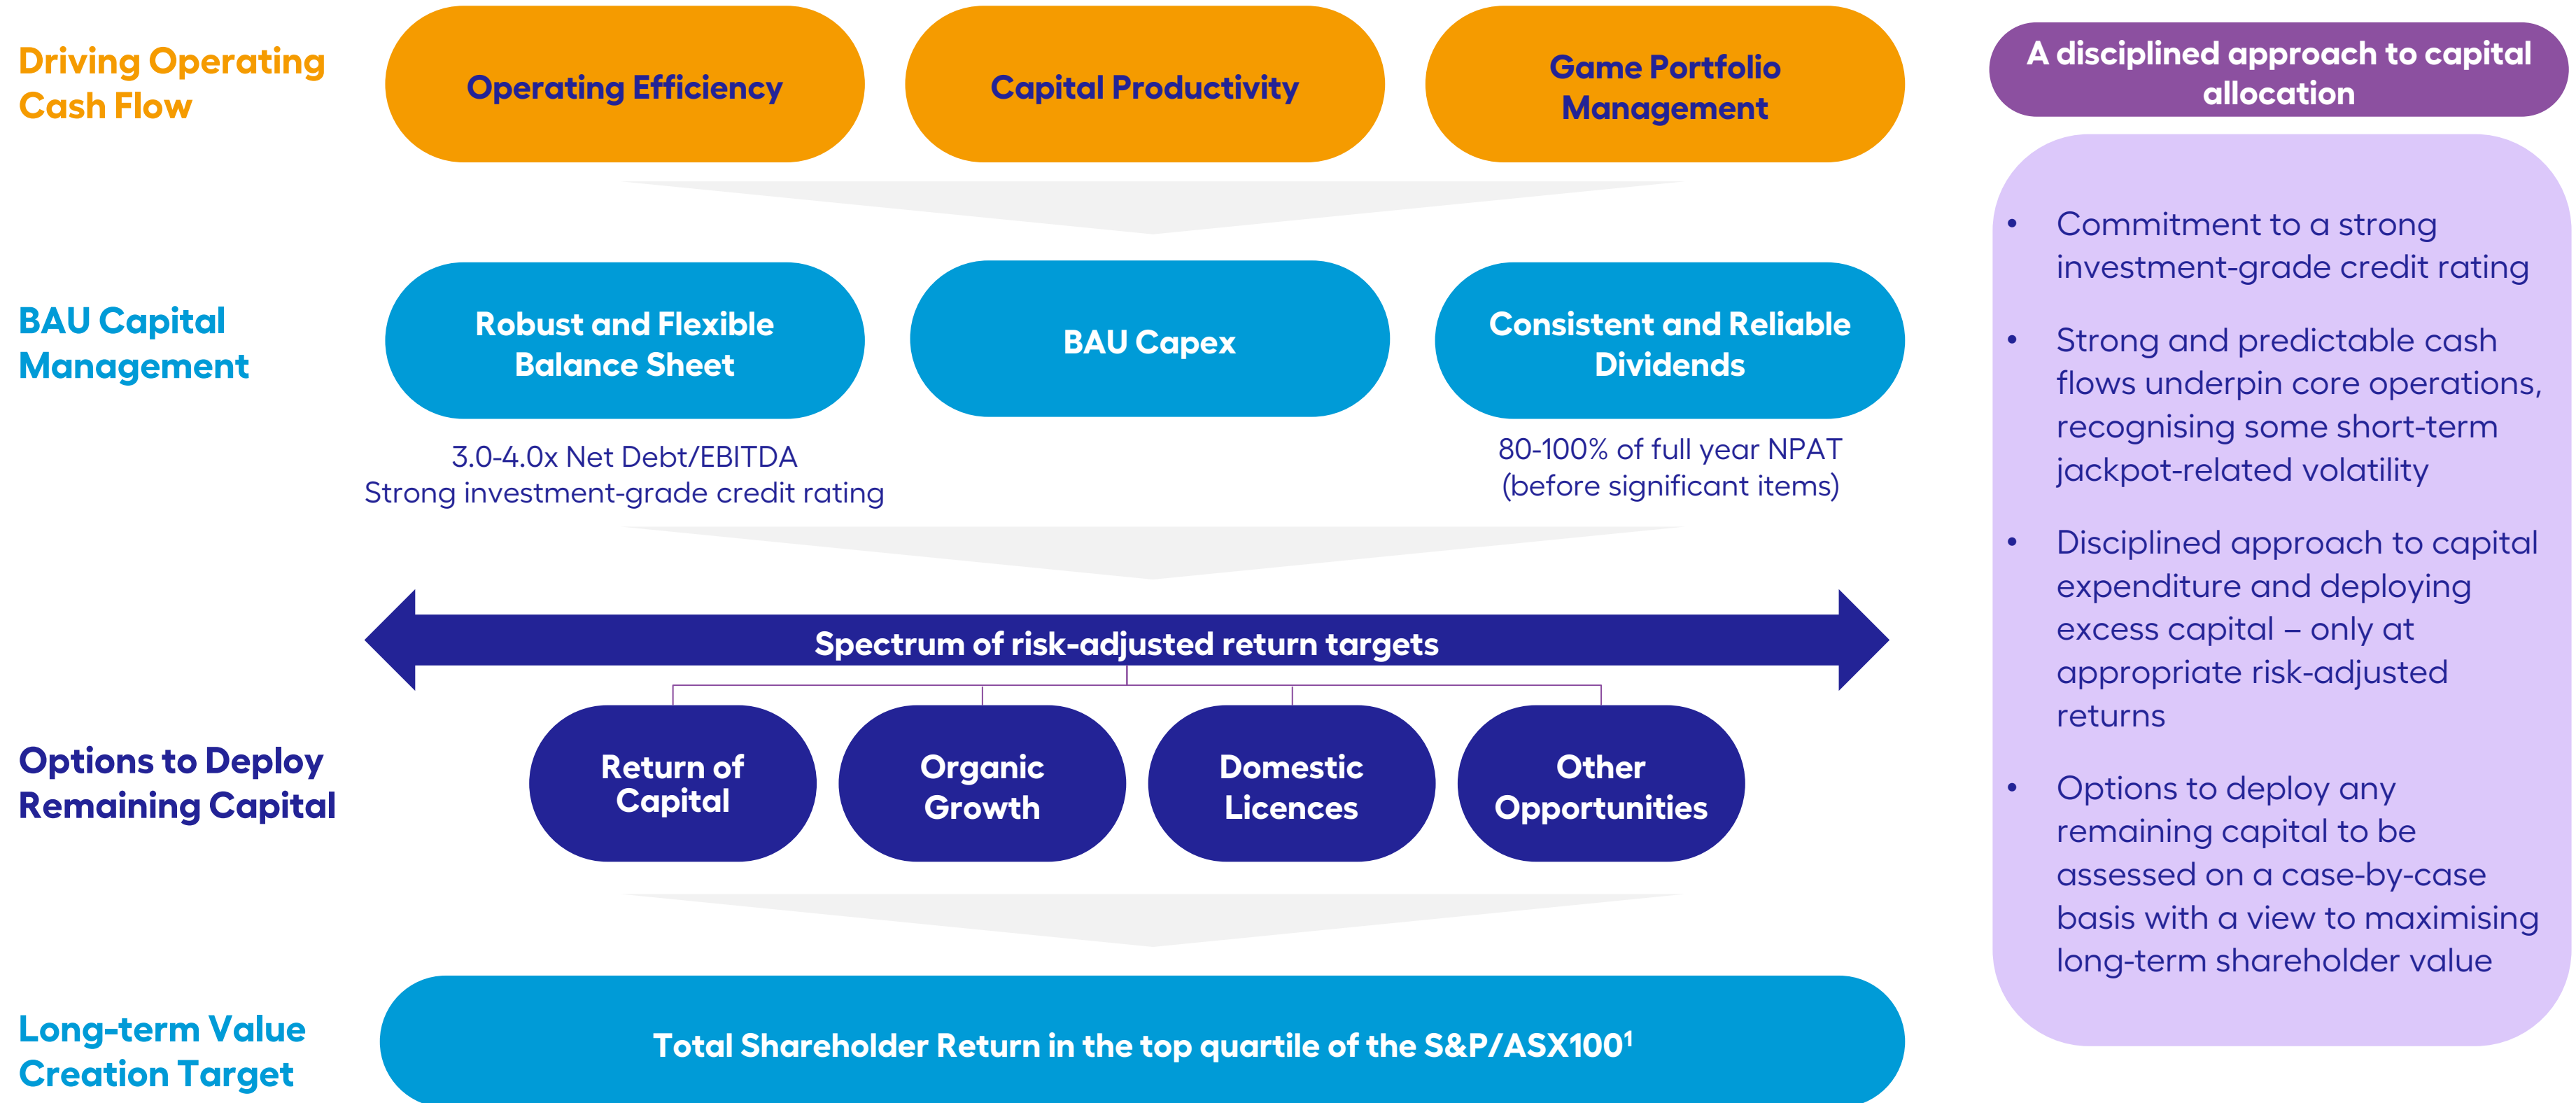 Driving Operating
Cash Flow
Operating Efficiency
Capital Productivity
Game Portfolio
Management
BAU Capital
Management
Robust and Flexible
Balance Sheet
BAU Capex
Consistent and Reliable
Dividends
3.0-4.0x Net Debt/EBITDA
Strong investment-grade credit rating
80-100% of full year NPAT
(before significant items)
Spectrum of risk-adjusted return targets
Options to Deploy
Remaining Capital
Return of
Capital
Organic
Growth
Domestic
Licences
Other
Opportunities
Long-term Value
Creation Target
Total Shareholder Return in the top quartile of the S&P/ASX100¹
A disciplined approach to capital
allocation
• Commitment to a strong
investment-grade credit rating
• Strong and predictable cash
flows underpin core operations,
recognising some short-term
jackpot-related volatility
• Disciplined approach to capital
expenditure and deploying
excess capital – only at
appropriate risk-adjusted
returns
• Options to deploy any
remaining capital to be
assessed on a case-by-case
basis with a view to maximising
long-term shareholder value